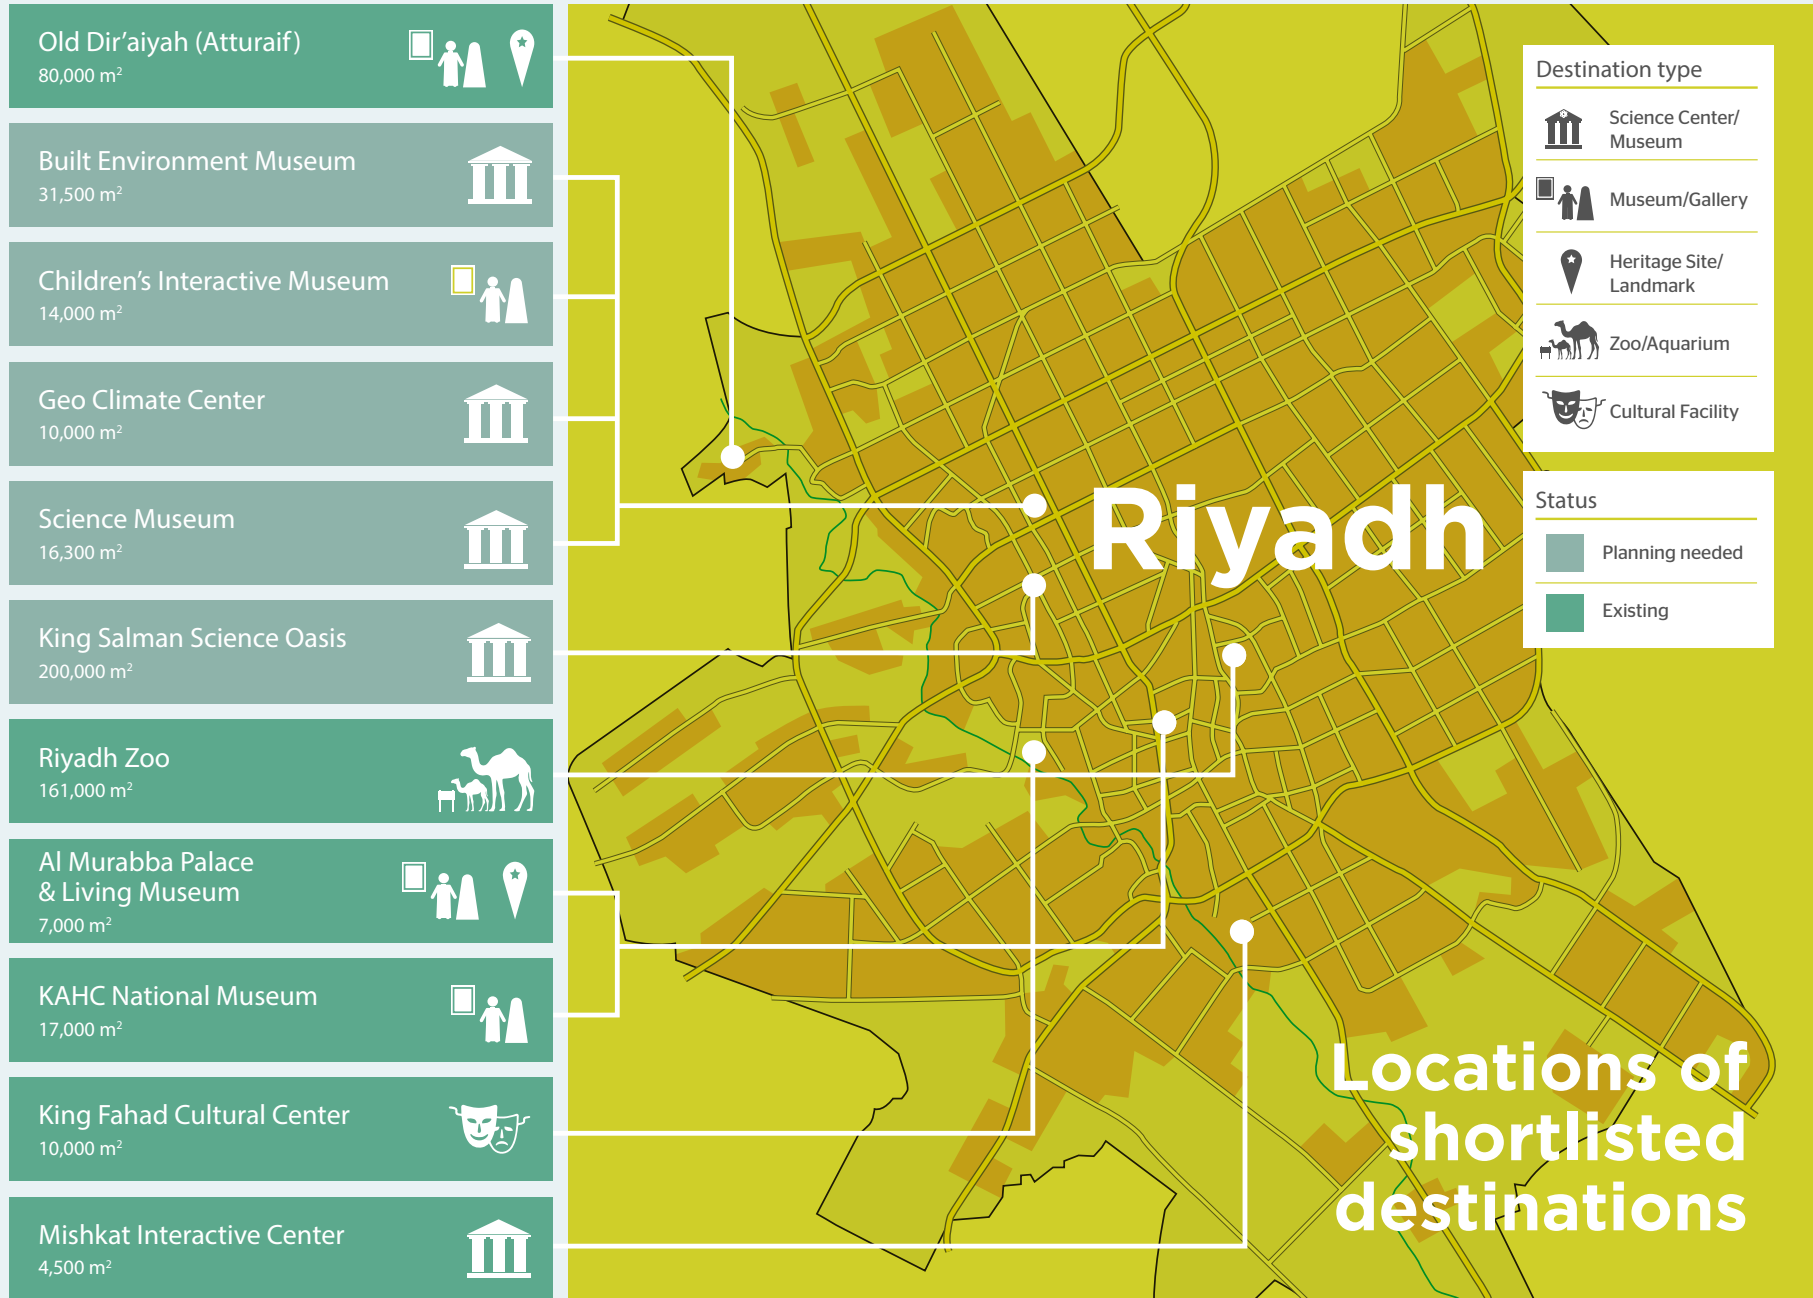 Old Dir’aiyah (Atturaif)
80,000 m²
Built Environment Museum
31,500 m²
Children’s Interactive Museum
14,000 m²
Geo Climate Center
10,000 m²
Science Museum
16,300 m²
King Salman Science Oasis
200,000 m²
Riyadh Zoo
161,000 m²
Al Murabba Palace
& Living Museum
7,000 m²
KAHC National Museum
17,000 m²
King Fahad Cultural Center
10,000 m²
Mishkat Interactive Center
4,500 m²
Riyadh
Locations of
shortlisted
destinations
Destination type
Science Center/
Museum
Museum/Gallery
Heritage Site/
Landmark
Zoo/Aquarium
Cultural Facility
Status
Planning needed
Existing